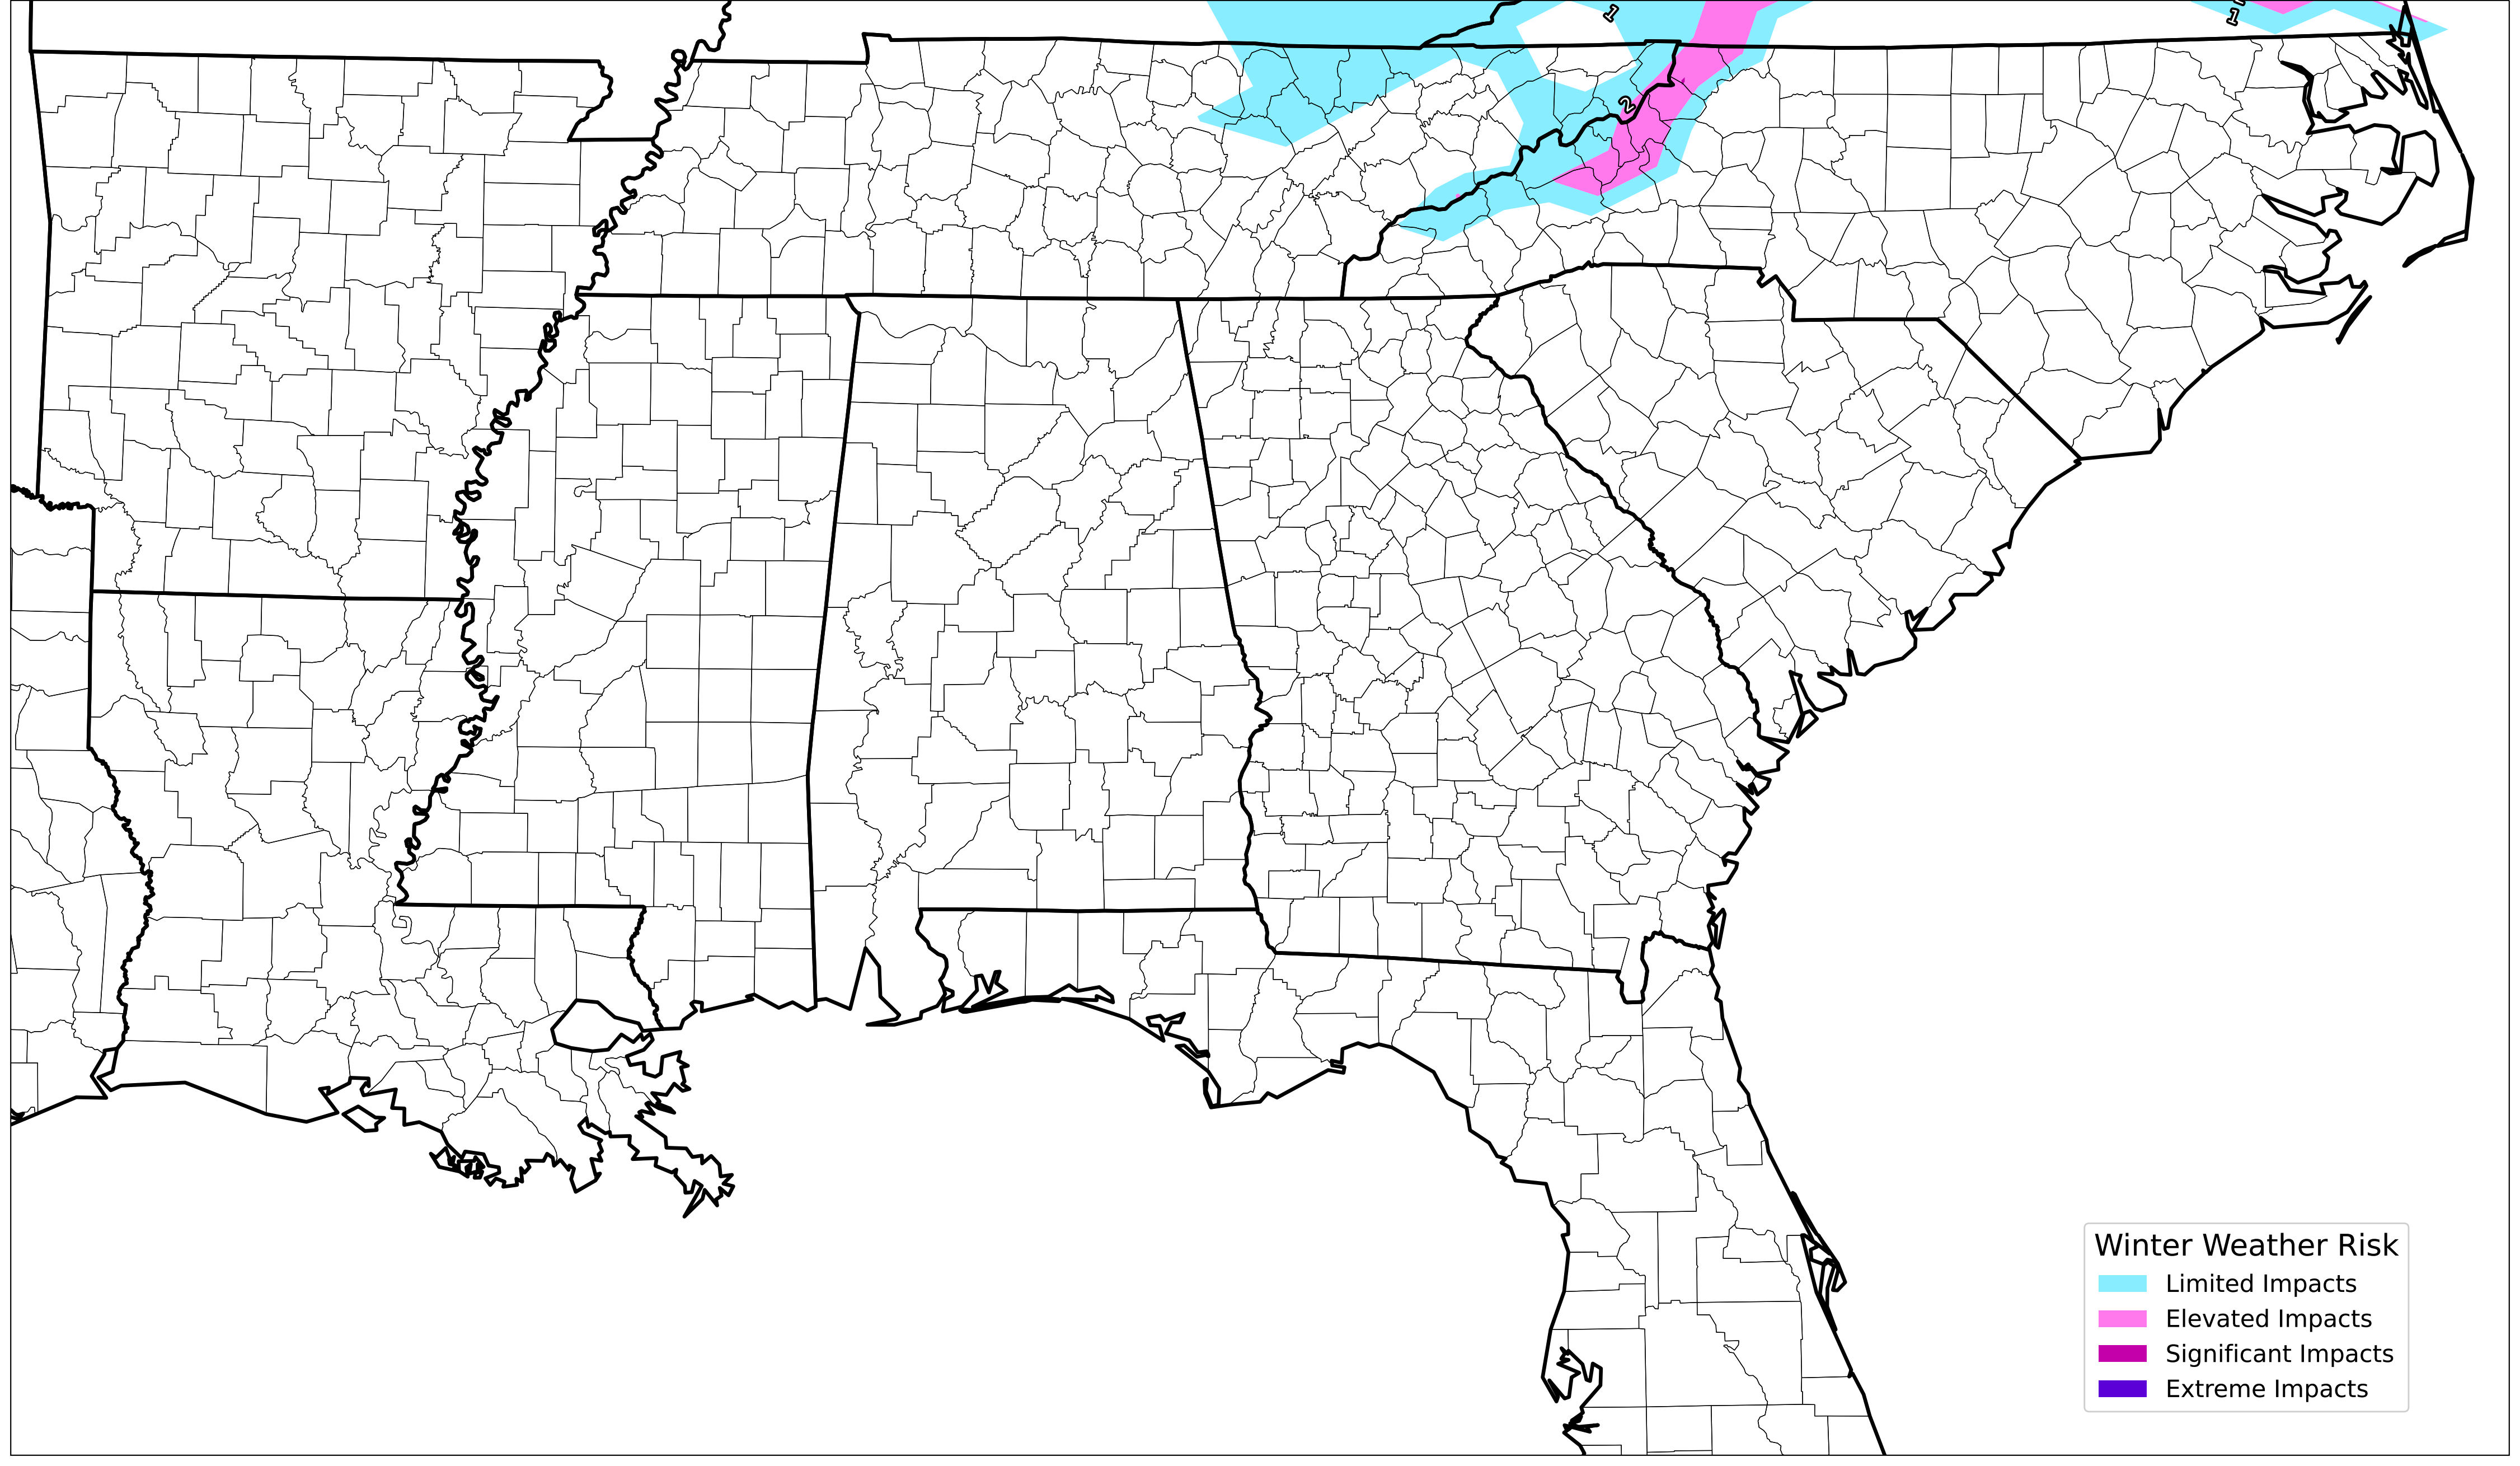 1
1
2
Winter Weather Risk
Limited Impacts
Elevated Impacts
Significant Impacts
Extreme Impacts